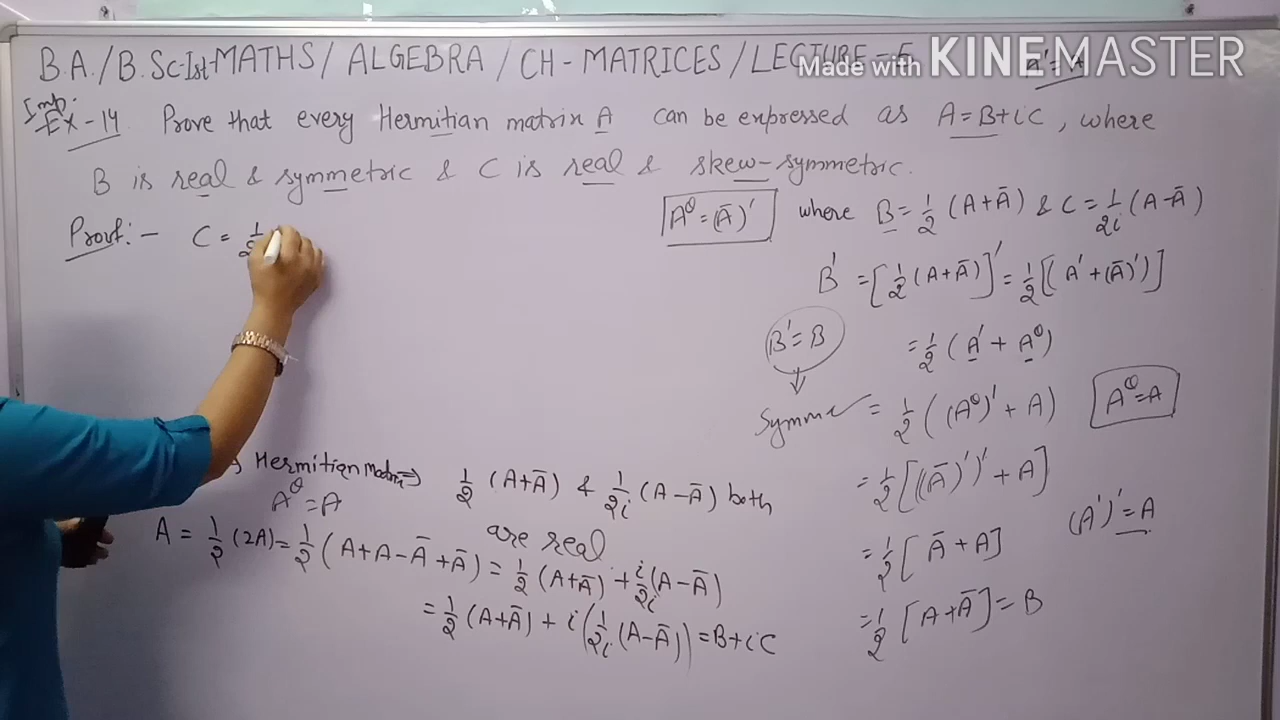 B.A./B.Sc-Ist MATHS/ALGEBRA/CH-MATRICES/LECTURE-5
Made with KINEMASTER
Imp.
Ex-14 Prove that every Hermitian matrix A can be expressed as A=B+iC, where
B is real & symmetric & C is real & skew-symmetric.
Proof:- C = 1/2
A^θ=(Ā)' where B=1/2 (A+Ā) & C=1/2i (A-Ā)
B' =[1/2 (A+Ā)]'=1/2[(A'+(Ā)')]
B'=B
=1/2 (A' + A^θ)
Symme = 1/2 ((A^θ)' + A) A^θ=A
=1/2 [((Ā)')' + A]
(A')'=A
=1/2 [Ā + A]
=1/2 [A+Ā]= B
Hermitian Matrix ⇒ 1/2 (A+Ā) & 1/2i (A-Ā) both
A^θ=A
are real
A = 1/2 (2A)=1/2 (A+A-Ā+Ā) = 1/2 (A+Ā) + i/2i (A-Ā)
=1/2 (A+Ā) + i(1/2i (A-Ā)) = B+iC